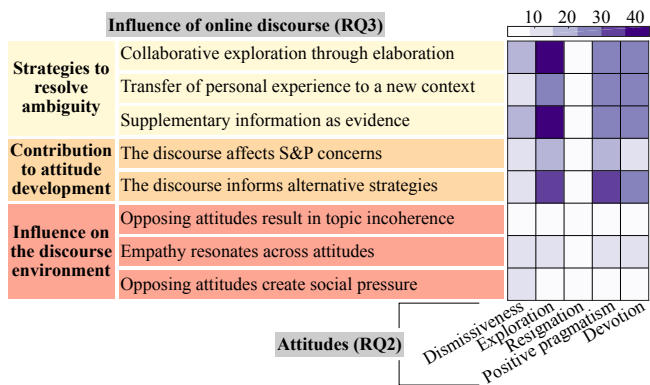 Influence of online discourse (RQ3)
10 20 30 40
Strategies to
resolve
ambiguity
Collaborative exploration through elaboration
Transfer of personal experience to a new context
Supplementary information as evidence
Contribution
to attitude
development
The discourse affects S&P concerns
The discourse informs alternative strategies
Influence on
the discourse
environment
Opposing attitudes result in topic incoherence
Empathy resonates across attitudes
Opposing attitudes create social pressure
Attitudes (RQ2)
Dismissiveness
Exploration
Resignation
Positive pragmatism
Devotion